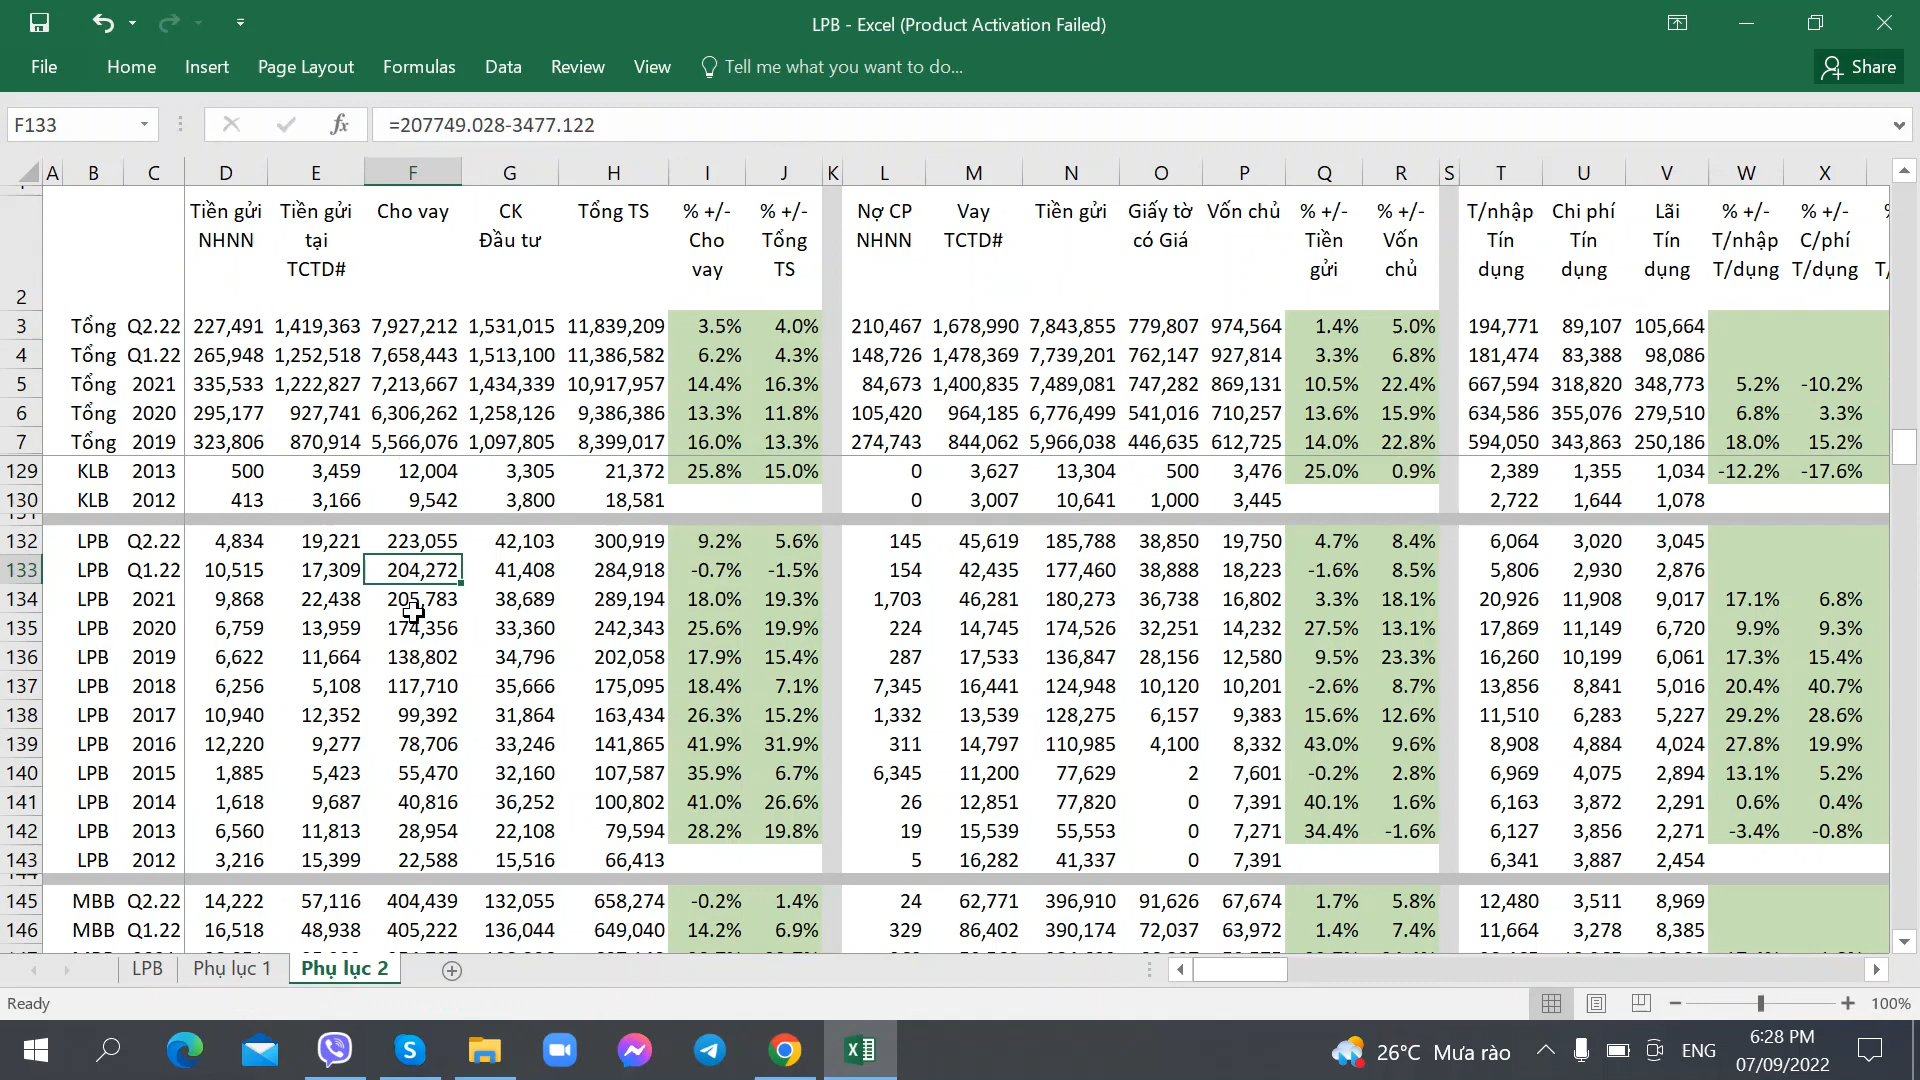 LPB - Excel (Product Activation Failed)
File Home Insert Page Layout Formulas Data Review View Tell me what you want to do... Share
F133 fx =207749.028-3477.122
A B C D E F G H I J K L M N O P Q R S T U V W X
Tiền gửi Tiền gửi Cho vay CK Tổng TS % +/- % +/- Nợ CP Vay Tiền gửi Giấy tờ Vốn chủ % +/- % +/- T/nhập Chi phí Lãi % +/- % +/-
NHNN tại Đầu tư Cho Tổng NHNN TCTD# có Giá Tiền Vốn Tín Tín Tín T/nhập C/phí
TCTD# vay TS gửi chủ dụng dụng dụng T/dụng T/dụng T/
2
3 Tổng Q2.22 227,491 1,419,363 7,927,212 1,531,015 11,839,209 3.5% 4.0% 210,467 1,678,990 7,843,855 779,807 974,564 1.4% 5.0% 194,771 89,107 105,664
4 Tổng Q1.22 265,948 1,252,518 7,658,443 1,513,100 11,386,582 6.2% 4.3% 148,726 1,478,369 7,739,201 762,147 927,814 3.3% 6.8% 181,474 83,388 98,086
5 Tổng 2021 335,533 1,222,827 7,213,667 1,434,339 10,917,957 14.4% 16.3% 84,673 1,400,835 7,489,081 747,282 869,131 10.5% 22.4% 667,594 318,820 348,773 5.2% -10.2%
6 Tổng 2020 295,177 927,741 6,306,262 1,258,126 9,386,386 13.3% 11.8% 105,420 964,185 6,776,499 541,016 710,257 13.6% 15.9% 634,586 355,076 279,510 6.8% 3.3%
7 Tổng 2019 323,806 870,914 5,566,076 1,097,805 8,399,017 16.0% 13.3% 274,743 844,062 5,966,038 446,635 612,725 14.0% 22.8% 594,050 343,863 250,186 18.0% 15.2%
129 KLB 2013 500 3,459 12,004 3,305 21,372 25.8% 15.0% 0 3,627 13,304 500 3,476 25.0% 0.9% 2,389 1,355 1,034 -12.2% -17.6%
130 KLB 2012 413 3,166 9,542 3,800 18,581 0 3,007 10,641 1,000 3,445 2,722 1,644 1,078
132 LPB Q2.22 4,834 19,221 223,055 42,103 300,919 9.2% 5.6% 145 45,619 185,788 38,850 19,750 4.7% 8.4% 6,064 3,020 3,045
133 LPB Q1.22 10,515 17,309 204,272 41,408 284,918 -0.7% -1.5% 154 42,435 177,460 38,888 18,223 -1.6% 8.5% 5,806 2,930 2,876
134 LPB 2021 9,868 22,438 205,783 38,689 289,194 18.0% 19.3% 1,703 46,281 180,273 36,738 16,802 3.3% 18.1% 20,926 11,908 9,017 17.1% 6.8%
135 LPB 2020 6,759 13,959 174,356 33,360 242,343 25.6% 19.9% 224 14,745 174,526 32,251 14,232 27.5% 13.1% 17,869 11,149 6,720 9.9% 9.3%
136 LPB 2019 6,622 11,664 138,802 34,796 202,058 17.9% 15.4% 287 17,533 136,847 28,156 12,580 9.5% 23.3% 16,260 10,199 6,061 17.3% 15.4%
137 LPB 2018 6,256 5,108 117,710 35,666 175,095 18.4% 7.1% 7,345 16,441 124,948 10,120 10,201 -2.6% 8.7% 13,856 8,841 5,016 20.4% 40.7%
138 LPB 2017 10,940 12,352 99,392 31,864 163,434 26.3% 15.2% 1,332 13,539 128,275 6,157 9,383 15.6% 12.6% 11,510 6,283 5,227 29.2% 28.6%
139 LPB 2016 12,220 9,277 78,706 33,246 141,865 41.9% 31.9% 311 14,797 110,985 4,100 8,332 43.0% 9.6% 8,908 4,884 4,024 27.8% 19.9%
140 LPB 2015 1,885 5,423 55,470 32,160 107,587 35.9% 6.7% 6,345 11,200 77,629 2 7,601 -0.2% 2.8% 6,969 4,075 2,894 13.1% 5.2%
141 LPB 2014 1,618 9,687 40,816 36,252 100,802 41.0% 26.6% 26 12,851 77,820 0 7,391 40.1% 1.6% 6,163 3,872 2,291 0.6% 0.4%
142 LPB 2013 6,560 11,813 28,954 22,108 79,594 28.2% 19.8% 19 15,539 55,553 0 7,271 34.4% -1.6% 6,127 3,856 2,271 -3.4% -0.8%
143 LPB 2012 3,216 15,399 22,588 15,516 66,413 5 16,282 41,337 0 7,391 6,341 3,887 2,454
145 MBB Q2.22 14,222 57,116 404,439 132,055 658,274 -0.2% 1.4% 24 62,771 396,910 91,626 67,674 1.7% 5.8% 12,480 3,511 8,969
146 MBB Q1.22 16,518 48,938 405,222 136,044 649,040 14.2% 6.9% 329 86,402 390,174 72,037 63,972 1.4% 7.4% 11,664 3,278 8,385
LPB Phụ lục 1 Phụ lục 2
Ready 100%
26°C Mưa rào ENG 6:28 PM
07/09/2022